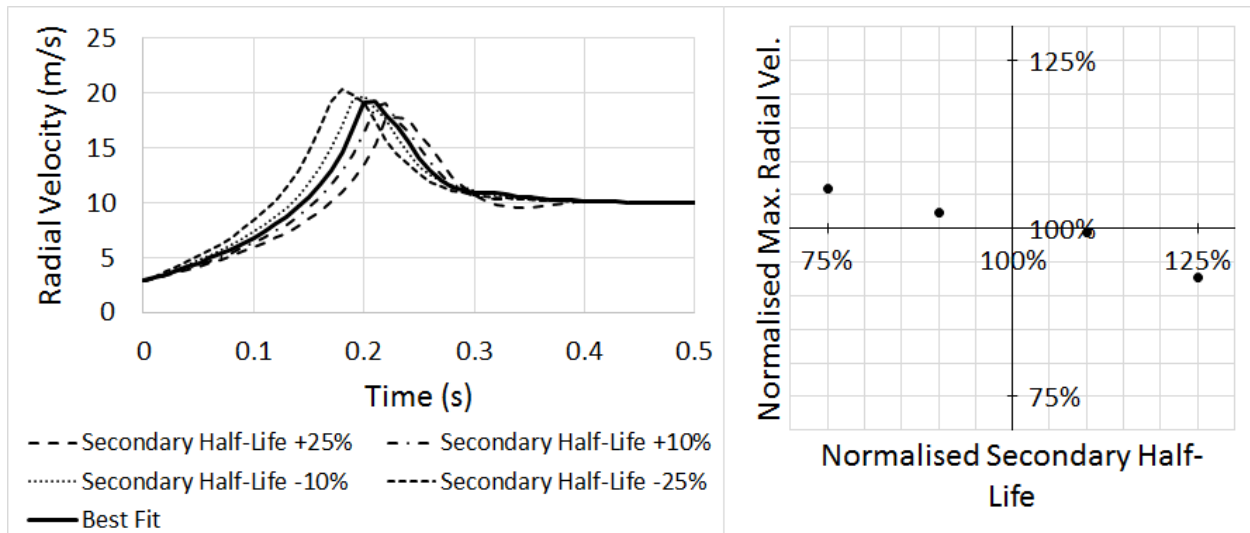 Radial Velocity (m/s)
25
20
15
10
5
0
0 0.1 0.2 0.3 0.4 0.5
Time (s)
Secondary Half-Life +25% Secondary Half-Life +10%
Secondary Half-Life -10% Secondary Half-Life -25%
Best Fit
Normalised Max. Radial Vel.
125%
100%
75% 100% 125%
75%
Normalised Secondary Half-
Life